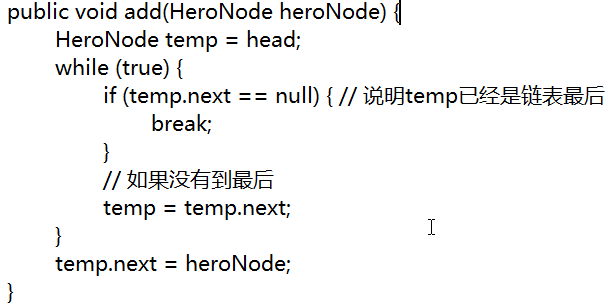 public void add(HeroNode heroNode) {
HeroNode temp = head;
while (true) {
if (temp.next == null) { // 说明temp已经是链表最后
break;
}
// 如果没有到最后
temp = temp.next;
}
temp.next = heroNode;
}